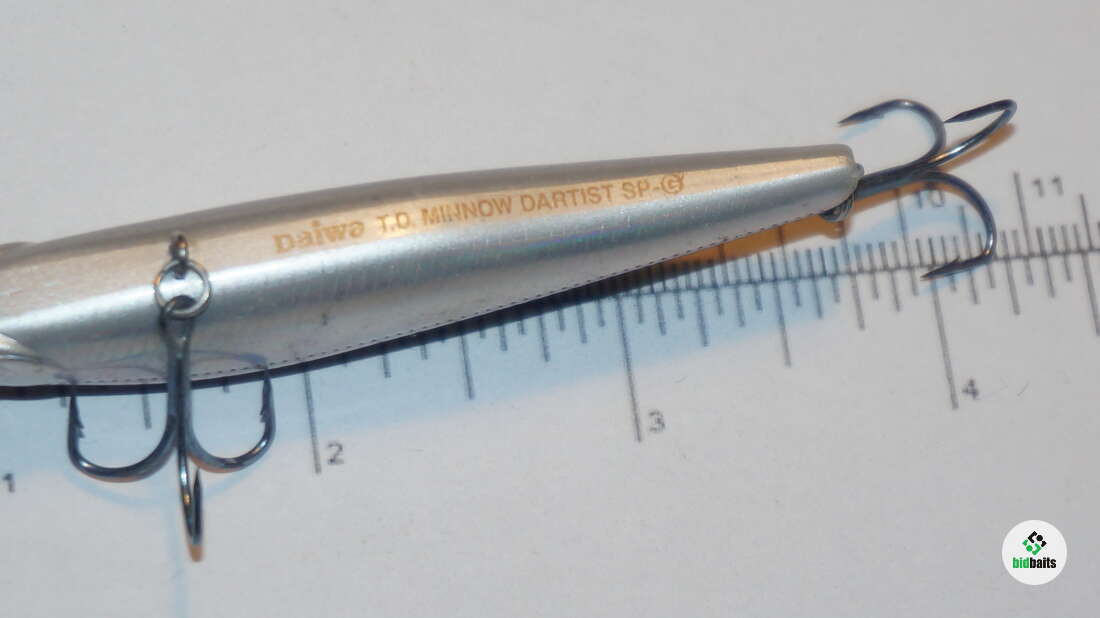 Daiwa T.D. MINNOW DARTIST SP-G
10 11
1 2 3 4
bidbaits